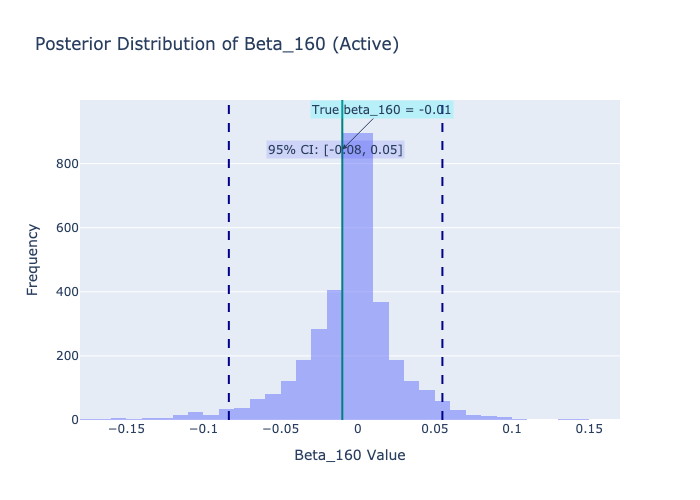 Posterior Distribution of Beta_160 (Active)
True beta_160 = -0.01
95% CI: [-0.08, 0.05]
800
600
400
200
0
Frequency
−0.15
−0.1
−0.05
0
0.05
0.1
0.15
Beta_160 Value